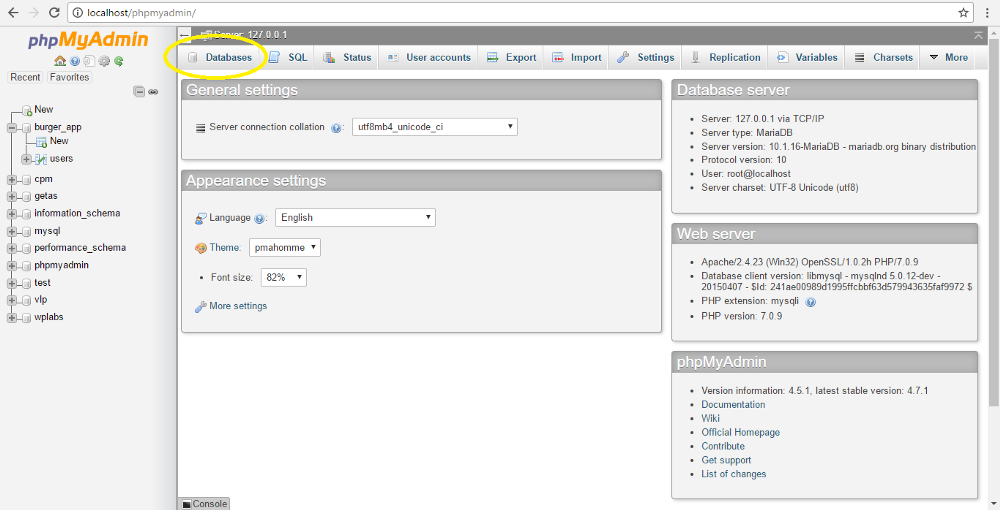 localhost/phpmyadmin/
phpMyAdmin
Recent Favorites
New
burger_app
New
users
cpm
getas
information_schema
mysql
performance_schema
phpmyadmin
test
vlp
wplabs
Server: 127.0.0.1
Databases SQL Status User accounts Export Import Settings Replication Variables Charsets More
General settings
Server connection collation : utf8mb4_unicode_ci
Appearance settings
Language : English
Theme: pmahomme
• Font size: 82%
More settings
Database server
• Server: 127.0.0.1 via TCP/IP
• Server type: MariaDB
• Server version: 10.1.16-MariaDB - mariadb.org binary distribution
• Protocol version: 10
• User: root@localhost
• Server charset: UTF-8 Unicode (utf8)
Web server
• Apache/2.4.23 (Win32) OpenSSL/1.0.2h PHP/7.0.9
• Database client version: libmysql - mysqlnd 5.0.12-dev -
20150407 - $Id: 241ae00989d1995ffcbbf63d579943635faf9972 $
• PHP extension: mysqli
• PHP version: 7.0.9
phpMyAdmin
• Version information: 4.5.1, latest stable version: 4.7.1
• Documentation
• Wiki
• Official Homepage
• Contribute
• Get support
• List of changes
Console